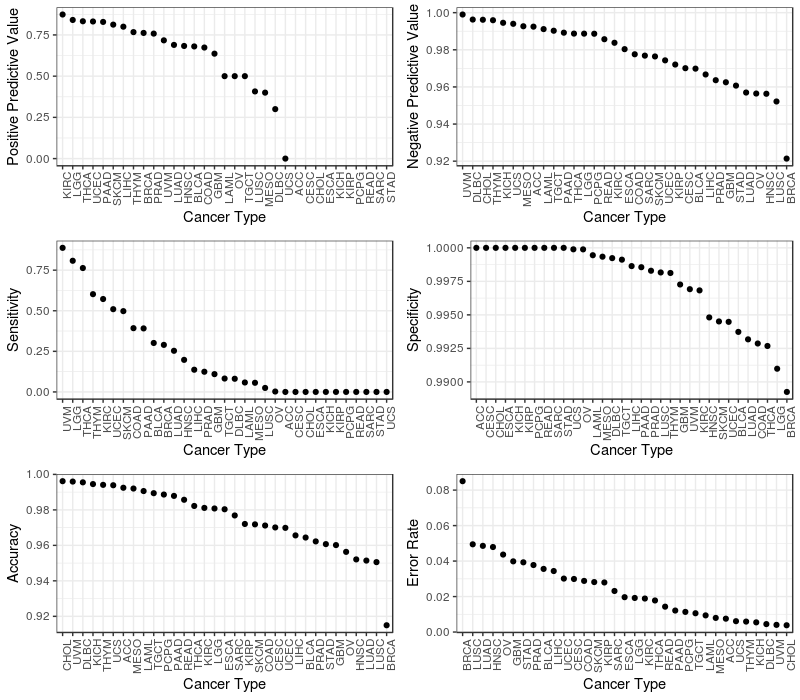 Positive Predictive Value
0.75
0.50
0.25
0.00
KIRC LGG THCA UCEC PAAD SKCM LIHC THYM BRCA PRAD UVM LUAD HNSC BLCA COAD GBM LAML OV TGCT LUSC MESO DLBC UCS ACC CESC CHOL ESCA KICH KIRP PCPG READ SARC STAD
Cancer Type
Negative Predictive Value
1.00
0.98
0.96
0.94
0.92
UVM DLBC CHOL THYM KICH UCS MESO ACC LAML TGCT PAAD THCA LGG PCPG READ KIRC ESCA COAD SARC SKCM UCEC KIRP CESC BLCA LIHC PRAD GBM STAD LUAD OV HNSC LUSC BRCA
Cancer Type
Sensitivity
0.75
0.50
0.25
0.00
UVM LGG THCA THYM KIRC UCEC SKCM COAD PAAD BLCA BRCA LUAD HNSC LIHC PRAD GBM TGCT DLBC LAML MESO LUSC OV ACC CESC CHOL ESCA KICH KIRP PCPG READ SARC STAD UCS
Cancer Type
Specificity
1.0000
0.9975
0.9950
0.9925
0.9900
ACC CESC CHOL ESCA KICH KIRP PCPG READ SARC STAD UCS OV LAML MESO DLBC TGCT LIHC PAAD PRAD LUSC THYM GBM UVM KIRC HNSC SKCM UCEC BLCA LUAD COAD THCA LGG BRCA
Cancer Type
Accuracy
1.00
0.98
0.96
0.94
0.92
CHOL UVM DLBC KICH THYM UCS ACC MESO LAML TGCT PCPG PAAD READ THCA KIRC LGG ESCA SARC KIRP SKCM COAD CESC UCEC LIHC BLCA PRAD STAD GBM OV HNSC LUAD LUSC BRCA
Cancer Type
Error Rate
0.08
0.06
0.04
0.02
0.00
BRCA LUSC LUAD HNSC OV GBM STAD PRAD BLCA LIHC UCEC CESC COAD SKCM KIRP SARC ESCA LGG KIRC THCA READ PAAD PCPG TGCT LAML MESO ACC UCS THYM KICH DLBC UVM CHOL
Cancer Type